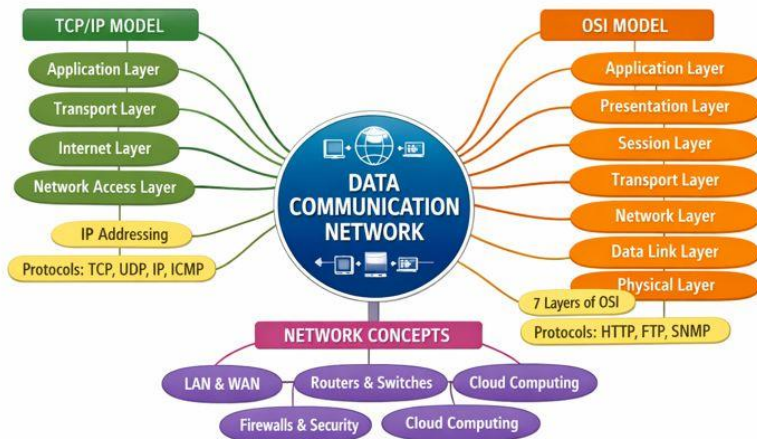 TCP/IP MODEL
Application Layer
Transport Layer
Internet Layer
Network Access Layer
IP Addressing
Protocols: TCP, UDP, IP, ICMP
DATA
COMMUNICATION
NETWORK
OSI MODEL
Application Layer
Presentation Layer
Session Layer
Transport Layer
Network Layer
Data Link Layer
Physical Layer
7 Layers of OSI
Protocols: HTTP, FTP, SNMP
NETWORK CONCEPTS
LAN & WAN
Routers & Switches
Cloud Computing
Firewalls & Security
Cloud Computing